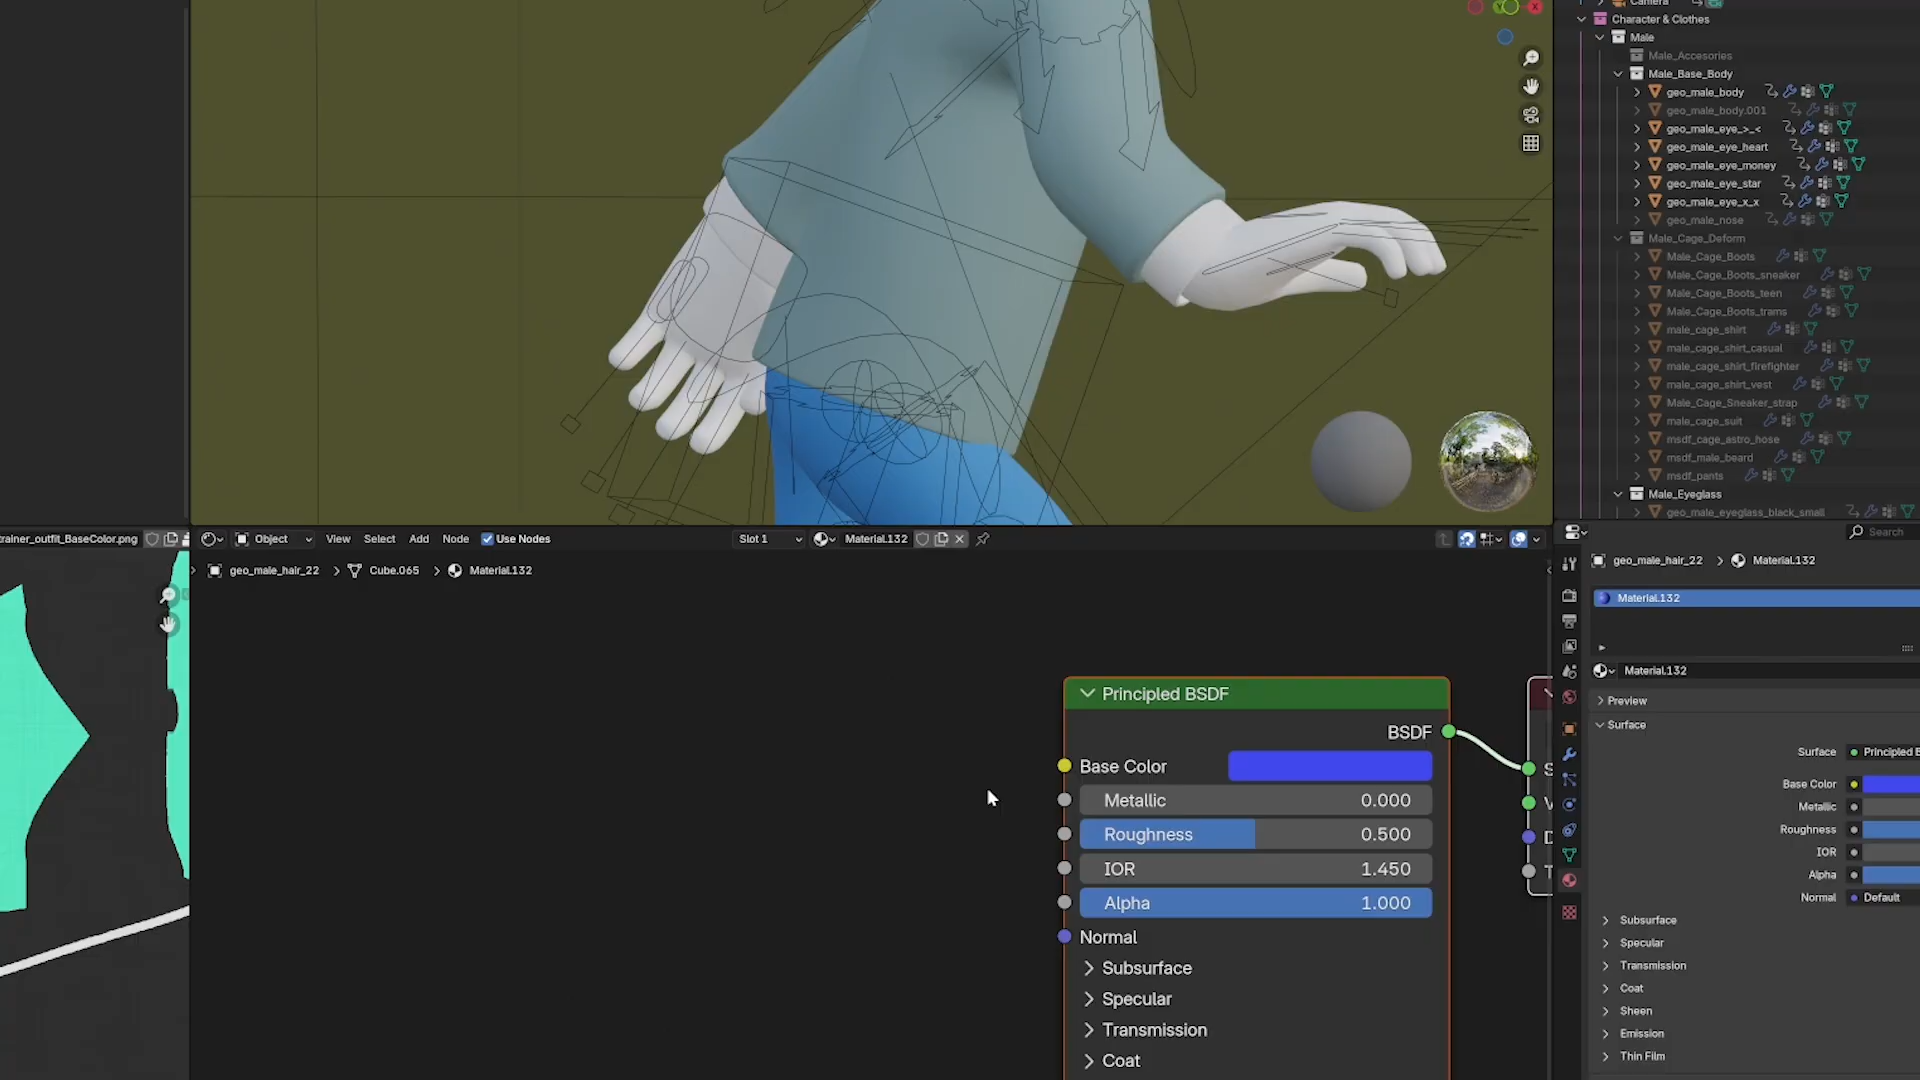 Camera
Character & Clothes
Male
Male_Accesories
Male_Base_Body
geo_male_body
geo_male_body.001
geo_male_eye_>_<
geo_male_eye_heart
geo_male_eye_money
geo_male_eye_star
geo_male_eye_x_x
geo_male_nose
Male_Cage_Deform
Male_Cage_Boots
Male_Cage_Boots_sneaker
Male_Cage_Boots_teen
Male_Cage_Boots_trams
male_cage_shirt
male_cage_shirt_casual
male_cage_shirt_firefighter
male_cage_shirt_vest
Male_Cage_Sneaker_strap
male_cage_suit
msdf_cage_astro_hose
msdf_male_beard
msdf_pants
Male_Eyeglass
geo_male_eyeglass_black_small
X
trainer_outfit_BaseColor.png
Object View Select Add Node Use Nodes Slot 1 Material.132
geo_male_hair_22 > Cube.065 > Material.132
Principled BSDF
BSDF
Base Color
Metallic 0.000
Roughness 0.500
IOR 1.450
Alpha 1.000
Normal
Subsurface
Specular
Transmission
Coat
Search
geo_male_hair_22 > Material.132
Material.132
Material.132
Preview
Surface
Surface Principled B
Base Color
Metallic
Roughness
IOR
Alpha
Normal Default
Subsurface
Specular
Transmission
Coat
Sheen
Emission
Thin Film